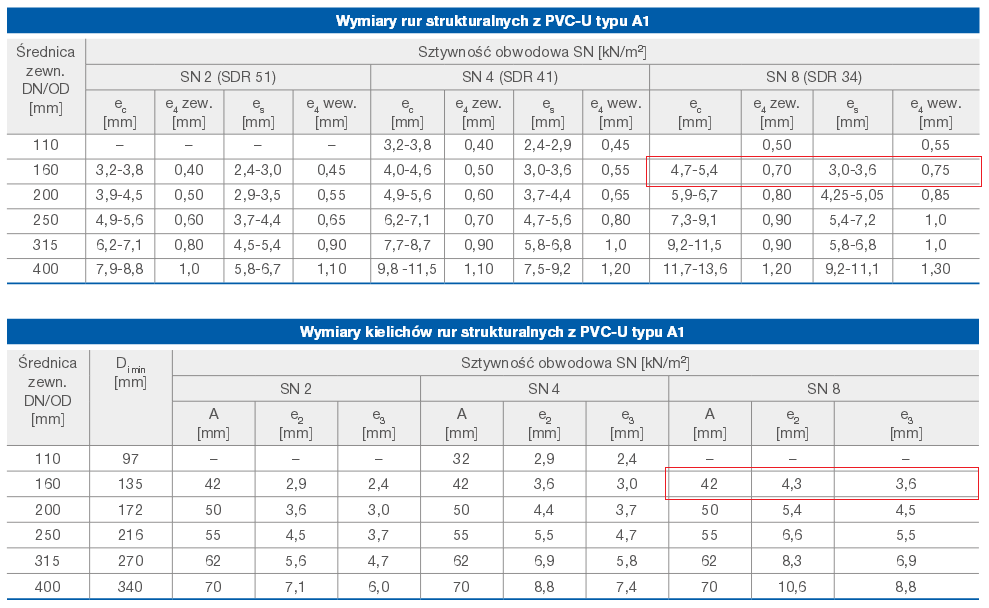 Wymiary rur strukturalnych z PVC-U typu A1
Średnica zewn. DN/OD [mm] Sztywność obwodowa SN [kN/m²]
SN 2 (SDR 51) SN 4 (SDR 41) SN 8 (SDR 34)
ec [mm] e4 zew. [mm] es [mm] e4 wew. [mm] ec [mm] e4 zew. [mm] es [mm] e4 wew. [mm] ec [mm] e4 zew. [mm] es [mm] e4 wew. [mm]
110 – – – – 3,2-3,8 0,40 2,4-2,9 0,45 0,50 0,55
160 3,2-3,8 0,40 2,4-3,0 0,45 4,0-4,6 0,50 3,0-3,6 0,55 4,7-5,4 0,70 3,0-3,6 0,75
200 3,9-4,5 0,50 2,9-3,5 0,55 4,9-5,6 0,60 3,7-4,4 0,65 5,9-6,7 0,80 4,25-5,05 0,85
250 4,9-5,6 0,60 3,7-4,4 0,65 6,2-7,1 0,70 4,7-5,6 0,80 7,3-9,1 0,90 5,4-7,2 1,0
315 6,2-7,1 0,80 4,5-5,4 0,90 7,7-8,7 0,90 5,8-6,8 1,0 9,2-11,5 0,90 5,8-6,8 1,0
400 7,9-8,8 1,0 5,8-6,7 1,10 9,8 -11,5 1,10 7,5-9,2 1,20 11,7-13,6 1,20 9,2-11,1 1,30
Wymiary kielichów rur strukturalnych z PVC-U typu A1
Średnica zewn. DN/OD [mm] Di min [mm] Sztywność obwodowa SN [kN/m²]
SN 2 SN 4 SN 8
A [mm] e2 [mm] e3 [mm] A [mm] e2 [mm] e3 [mm] A [mm] e2 [mm] e3 [mm]
110 97 – – – 32 2,9 2,4 – – –
160 135 42 2,9 2,4 42 3,6 3,0 42 4,3 3,6
200 172 50 3,6 3,0 50 4,4 3,7 50 5,4 4,5
250 216 55 4,5 3,7 55 5,5 4,7 55 6,6 5,5
315 270 62 5,6 4,7 62 6,9 5,8 62 8,3 6,9
400 340 70 7,1 6,0 70 8,8 7,4 70 10,6 8,8